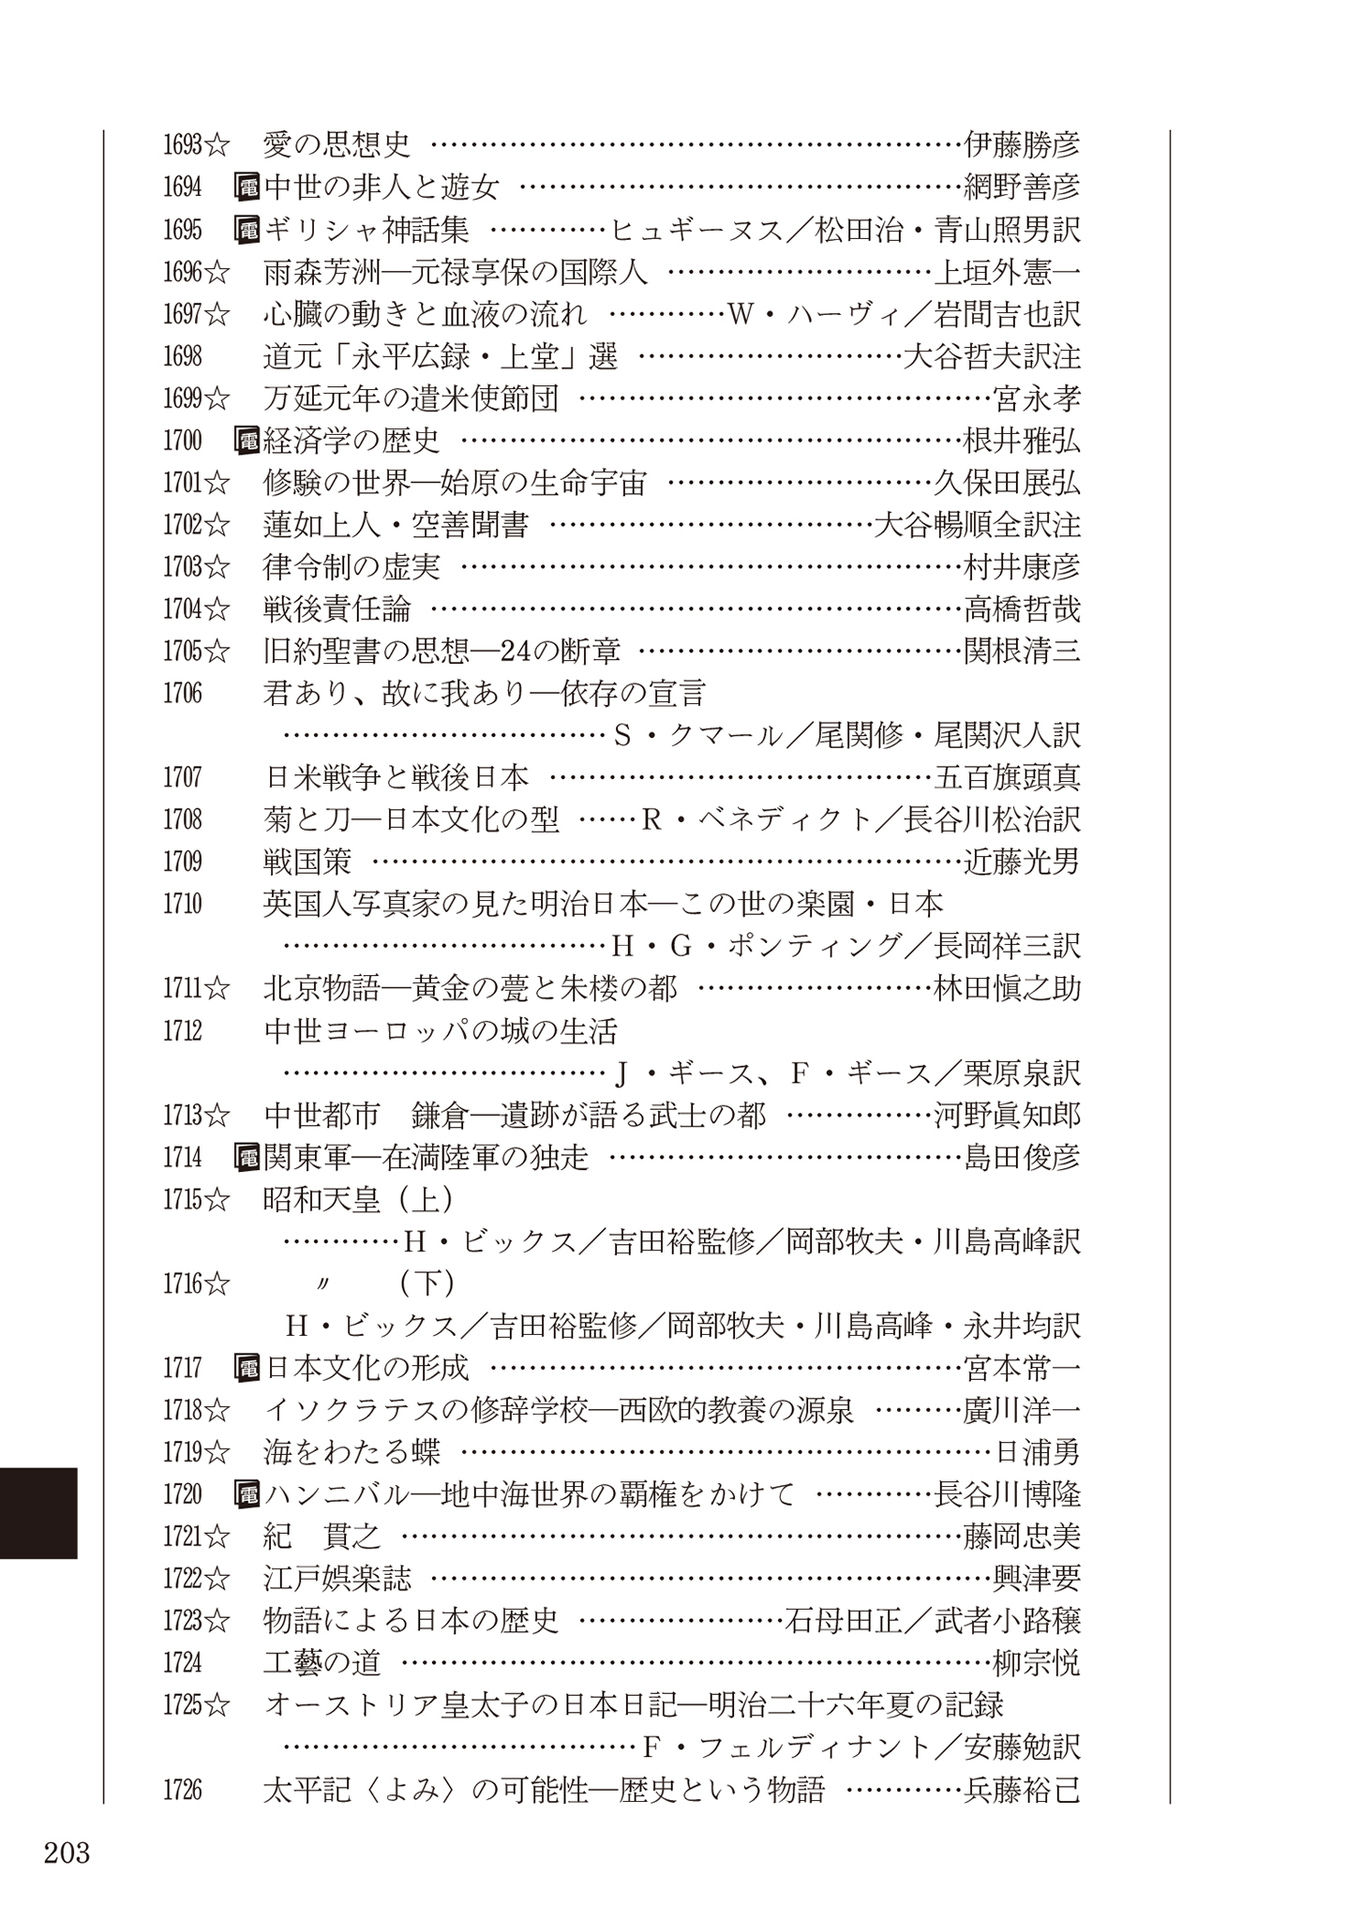 1693☆ 愛の思想史 ………………………………………………伊藤勝彦
1694 電中世の非人と遊女 ………………………………………網野善彦
1695 電ギリシャ神話集 …………ヒュギーヌス／松田治・青山照男訳
1696☆ 雨森芳洲―元禄享保の国際人 ………………………上垣外憲一
1697☆ 心臓の動きと血液の流れ …………W・ハーヴィ／岩間吉也訳
1698 道元「永平広録・上堂」選 ………………………大谷哲夫訳注
1699☆ 万延元年の遣米使節団 ……………………………………宮永孝
1700 電経済学の歴史 ……………………………………………根井雅弘
1701☆ 修験の世界―始原の生命宇宙 ………………………久保田展弘
1702☆ 蓮如上人・空善聞書 ……………………………大谷暢順全訳注
1703☆ 律令制の虚実 ……………………………………………村井康彦
1704☆ 戦後責任論 ………………………………………………高橋哲哉
1705☆ 旧約聖書の思想―24の断章 ……………………………関根清三
1706 君あり、故に我あり―依存の宣言
……………………………S・クマール／尾関修・尾関沢人訳
1707 日米戦争と戦後日本 …………………………………五百旗頭真
1708 菊と刀―日本文化の型 ……R・ベネディクト／長谷川松治訳
1709 戦国策 ……………………………………………………近藤光男
1710 英国人写真家の見た明治日本―この世の楽園・日本
……………………………H・G・ポンティング／長岡祥三訳
1711☆ 北京物語―黄金の甍と朱楼の都 ……………………林田愼之助
1712 中世ヨーロッパの城の生活
……………………………J・ギース、F・ギース／栗原泉訳
1713☆ 中世都市　鎌倉―遺跡が語る武士の都 ……………河野眞知郎
1714 電関東軍―在満陸軍の独走 ………………………………島田俊彦
1715☆ 昭和天皇（上）
…………H・ビックス／吉田裕監修／岡部牧夫・川島高峰訳
1716☆ 〃 （下）
H・ビックス／吉田裕監修／岡部牧夫・川島高峰・永井均訳
1717 電日本文化の形成 …………………………………………宮本常一
1718☆ イソクラテスの修辞学校―西欧的教養の源泉 ………廣川洋一
1719☆ 海をわたる蝶 ………………………………………………日浦勇
1720 電ハンニバル―地中海世界の覇権をかけて …………長谷川博隆
1721☆ 紀　貫之 …………………………………………………藤岡忠美
1722☆ 江戸娯楽誌 …………………………………………………興津要
1723☆ 物語による日本の歴史 …………………石母田正／武者小路穣
1724 工藝の道 ……………………………………………………柳宗悦
1725☆ オーストリア皇太子の日本日記―明治二十六年夏の記録
………………………………F・フェルディナント／安藤勉訳
1726 太平記〈よみ〉の可能性―歴史という物語 …………兵藤裕己
203